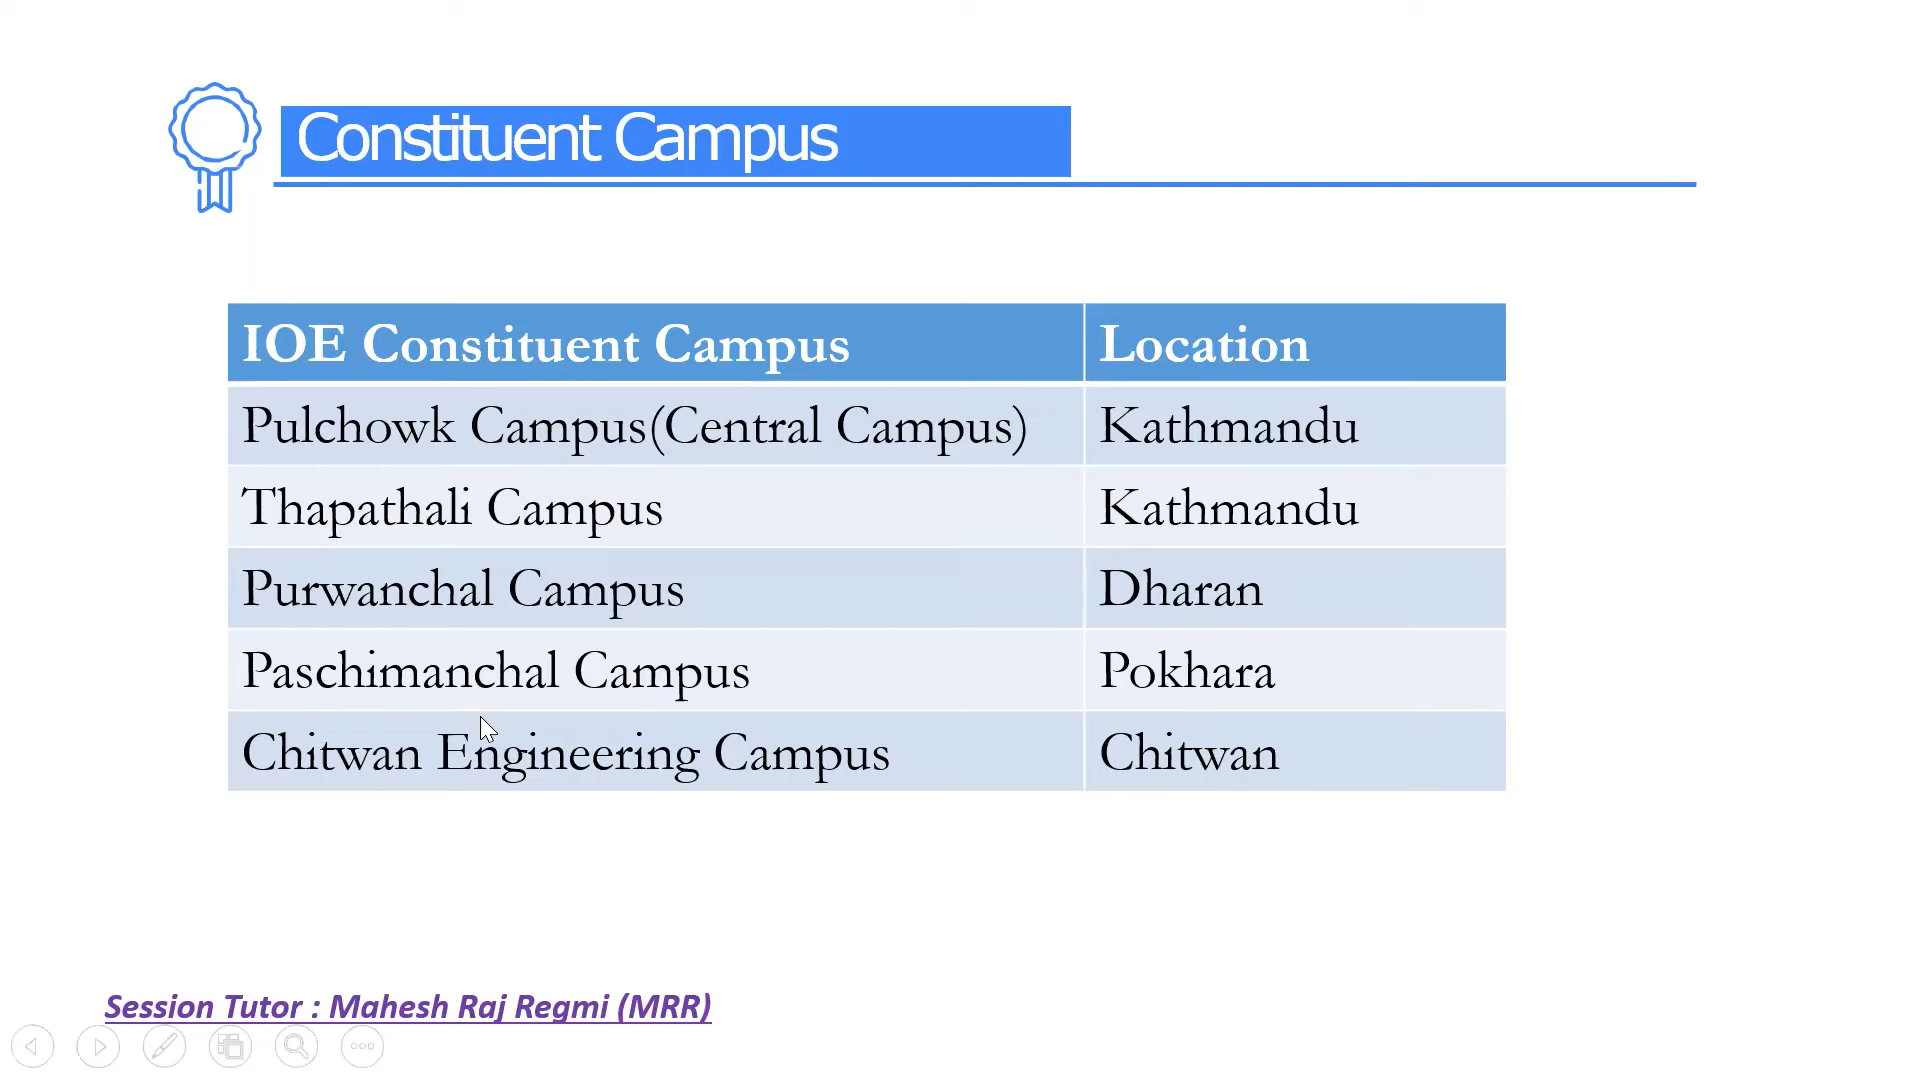 Constituent Campus
IOE Constituent Campus Location
Pulchowk Campus(Central Campus) Kathmandu
Thapathali Campus Kathmandu
Purwanchal Campus Dharan
Paschimanchal Campus Pokhara
Chitwan Engineering Campus Chitwan
Session Tutor : Mahesh Raj Regmi (MRR)